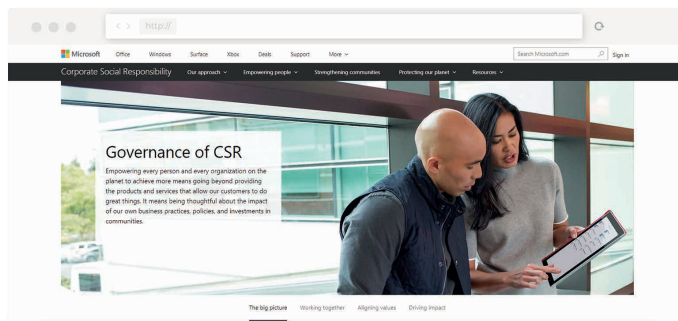 http://
Microsoft Office Windows Surface Xbox Deals Support More Search Microsoft.com Sign in
Corporate Social Responsibility Our approach Empowering people Strengthening communities Protecting our planet Resources
Governance of CSR
Empowering every person and every organization on the
planet to achieve more means going beyond providing
the products and services that allow our customers to do
great things. It means being thoughtful about the impact
of our own business practices, policies, and investments in
communities.
The big picture Working together Aligning values Driving impact